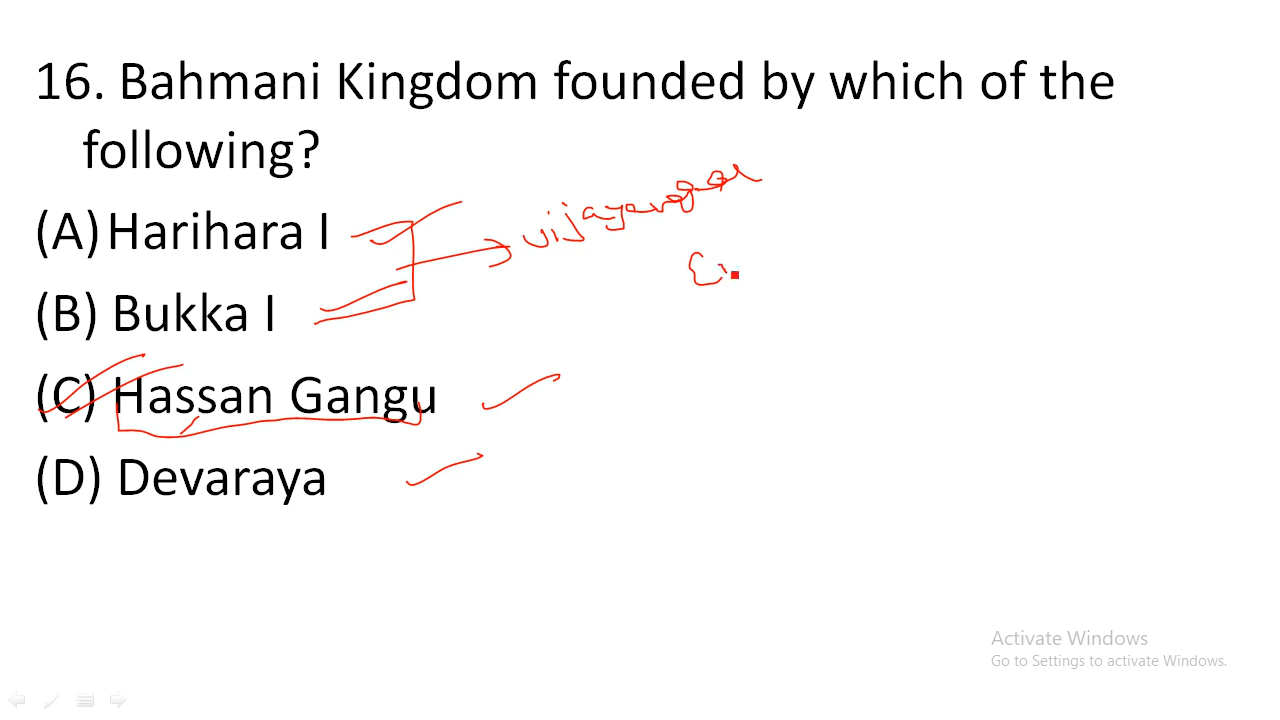 16. Bahmani Kingdom founded by which of the
following?
(A) Harihara I
vijayanagar
(B) Bukka I
(C) Hassan Gangu
(D) Devaraya
Activate Windows
Go to Settings to activate Windows.